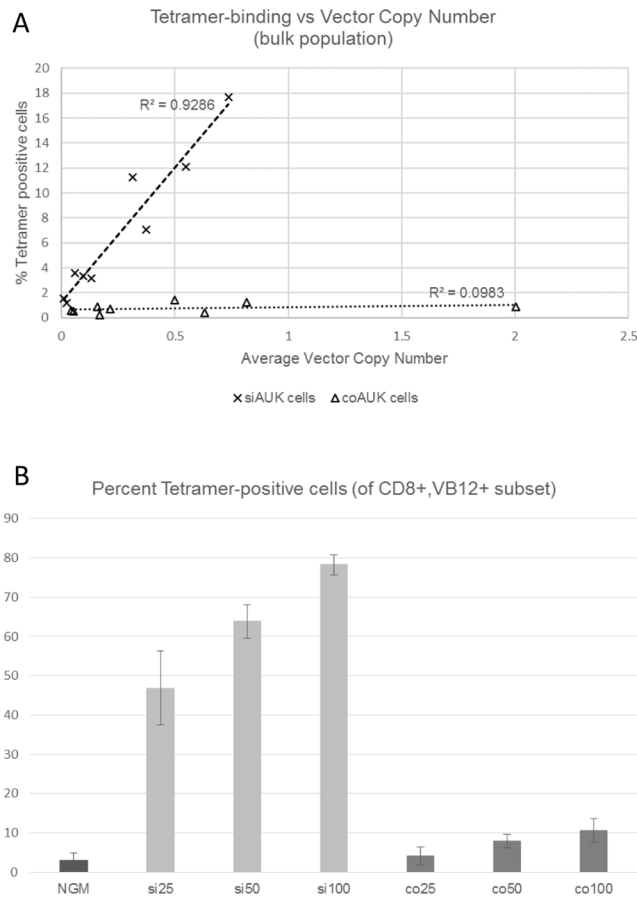 A
Tetramer-binding vs Vector Copy Number
(bulk population)
% Tetramer poositive cells
20
18
16
14
12
10
8
6
4
2
0
R² = 0.9286
R² = 0.0983
0 0.5 1 1.5 2 2.5
Average Vector Copy Number
siAUK cells coAUK cells
B
Percent Tetramer-positive cells (of CD8+,VB12+ subset)
90
80
70
60
50
40
30
20
10
0
NGM si25 si50 si100 co25 co50 co100